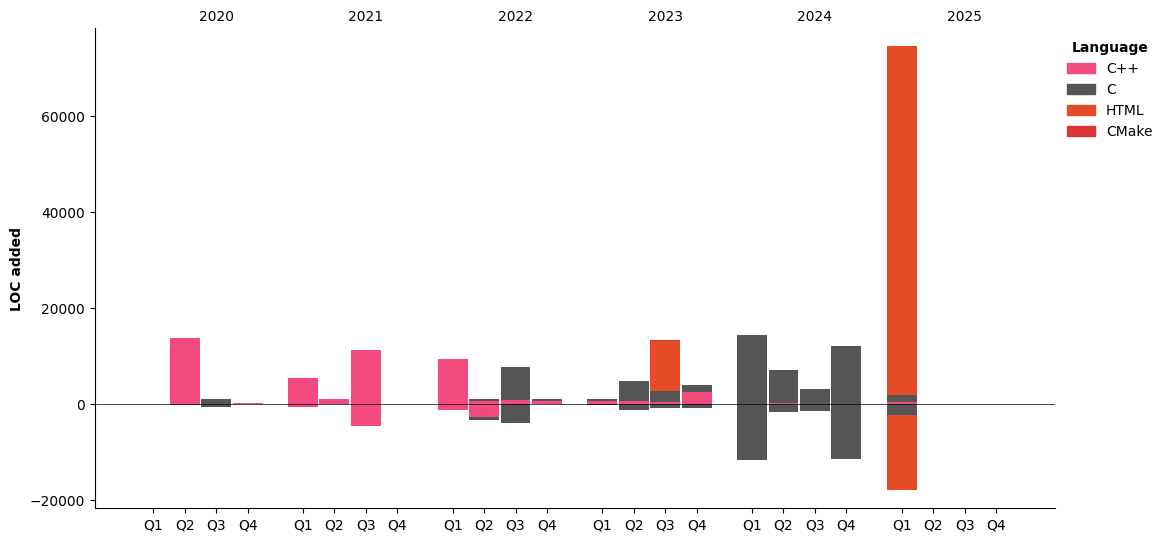 2020 2021 2022 2023 2024 2025
Language
C++
C
HTML
CMake
LOC added
60000
40000
20000
0
−20000
Q1 Q2 Q3 Q4 Q1 Q2 Q3 Q4 Q1 Q2 Q3 Q4 Q1 Q2 Q3 Q4 Q1 Q2 Q3 Q4 Q1 Q2 Q3 Q4